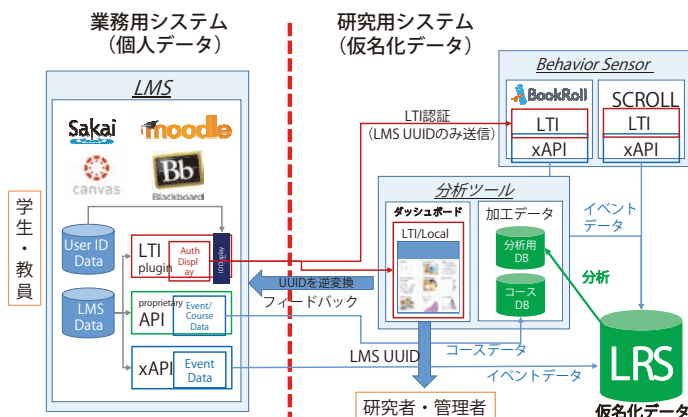 業務用システム
（個人データ）
研究用システム
（仮名化データ）
LMS
Sakai
moodle
canvas
Bb
Blackboard
学生・教員
User ID
Data
LMS
Data
LTI
plugin
Auth
Displ
ay
ID Display
proprietary
API
Event/
Course
Data
xAPI
Event
Data
Behavior Sensor
BookRoll
LTI
xAPI
SCROLL
LTI
xAPI
LTI認証
（LMS UUIDのみ送信）
分析ツール
ダッシュボード
LTI/Local
加工データ
分析用
DB
コース
DB
イベント
データ
分析
UUIDを逆変換
フィードバック
LMS UUID
コースデータ
イベントデータ
LRS
仮名化データ
研究者・管理者